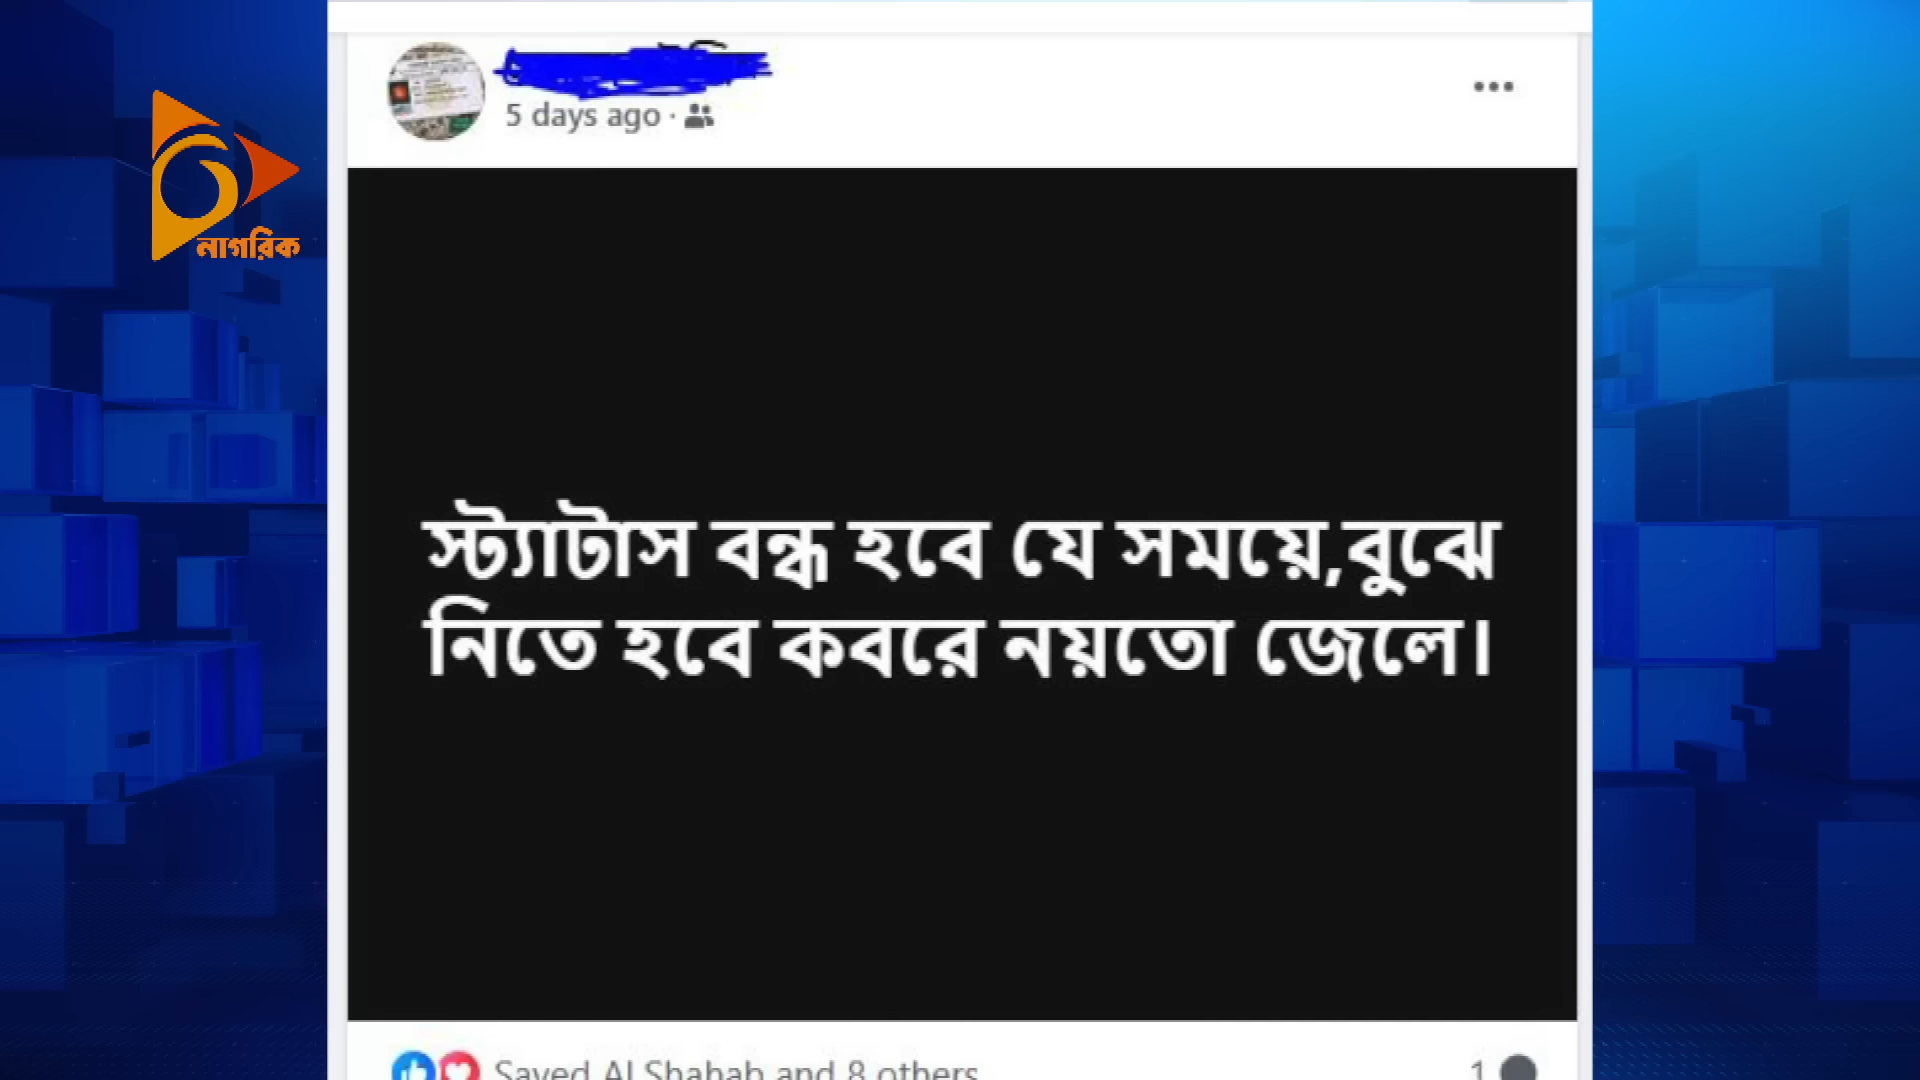 5 days ago ·
নাগরিক
স্ট্যাটাস বন্ধ হবে যে সময়ে,বুঝে
নিতে হবে কবরে নয়তো জেলে।
Sayed Al Shabab and 8 others
1